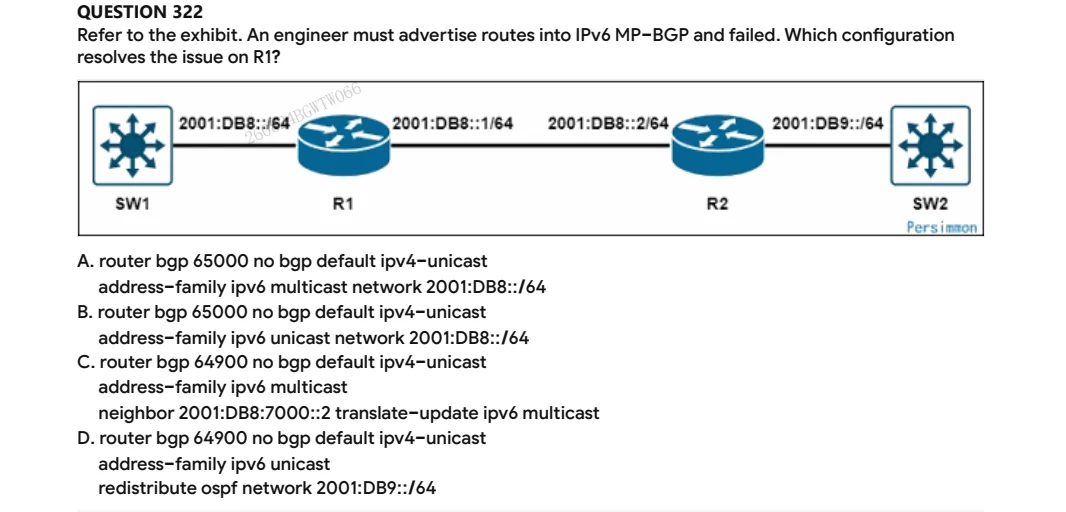 QUESTION 322
Refer to the exhibit. An engineer must advertise routes into IPv6 MP-BGP and failed. Which configuration
resolves the issue on R1?
2001:DB8::/64 2001:DB8::1/64 2001:DB8::2/64 2001:DB9::/64
SW1 R1 R2 SW2
Persimmon
A. router bgp 65000 no bgp default ipv4-unicast
address-family ipv6 multicast network 2001:DB8::/64
B. router bgp 65000 no bgp default ipv4-unicast
address-family ipv6 unicast network 2001:DB8::/64
C. router bgp 64900 no bgp default ipv4-unicast
address-family ipv6 multicast
neighbor 2001:DB8:7000::2 translate-update ipv6 multicast
D. router bgp 64900 no bgp default ipv4-unicast
address-family ipv6 unicast
redistribute ospf network 2001:DB9::/64